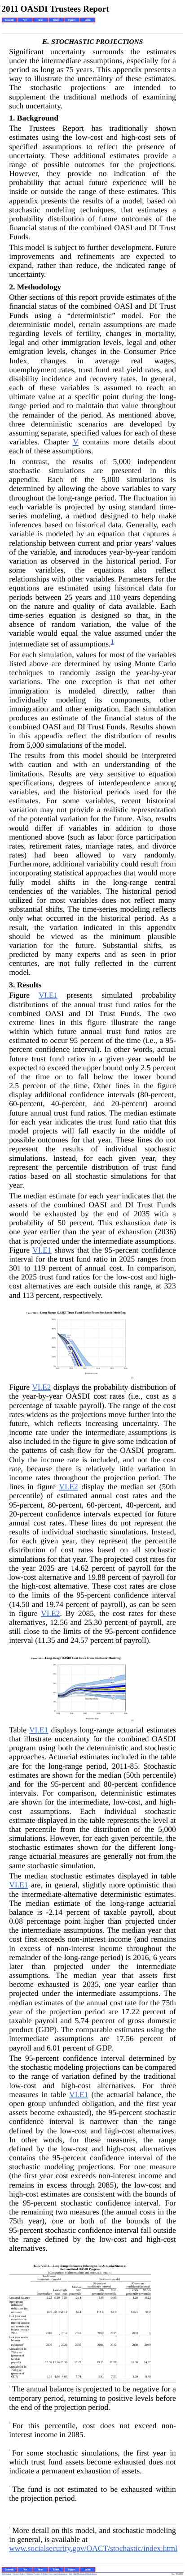 2011 OASDI Trustees Report
E. STOCHASTIC PROJECTIONS
Significant uncertainty surrounds the estimates
under the intermediate assumptions, especially for a
period as long as 75 years. This appendix presents a
way to illustrate the uncertainty of these estimates.
The stochastic projections are intended to
supplement the traditional methods of examining
such uncertainty.
1. Background
The Trustees Report has traditionally shown
estimates using the low-cost and high-cost sets of
specified assumptions to reflect the presence of
uncertainty. These additional estimates provide a
range of possible outcomes for the projections.
However, they provide no indication of the
probability that actual future experience will be
inside or outside the range of these estimates. This
appendix presents the results of a model, based on
stochastic modeling techniques, that estimates a
probability distribution of future outcomes of the
financial status of the combined OASI and DI Trust
Funds.
This model is subject to further development. Future
improvements and refinements are expected to
expand, rather than reduce, the indicated range of
uncertainty.
2. Methodology
Other sections of this report provide estimates of the
financial status of the combined OASI and DI Trust
Funds using a “deterministic” model. For the
deterministic model, certain assumptions are made
regarding levels of fertility, changes in mortality,
legal and other immigration levels, legal and other
emigration levels, changes in the Consumer Price
Index, changes in average real wages,
unemployment rates, trust fund real yield rates, and
disability incidence and recovery rates. In general,
each of these variables is assumed to reach an
ultimate value at a specific point during the long-
range period and to maintain that value throughout
the remainder of the period. As mentioned above,
three deterministic scenarios are developed by
assuming separate, specified values for each of these
variables. Chapter V contains more details about
each of these assumptions.
In contrast, the results of 5,000 independent
stochastic simulations are presented in this
appendix. Each of the 5,000 simulations is
determined by allowing the above variables to vary
throughout the long-range period. The fluctuation in
each variable is projected by using standard time-
series modeling, a method designed to help make
inferences based on historical data. Generally, each
variable is modeled by an equation that captures a
relationship between current and prior years’ values
of the variable, and introduces year-by-year random
variation as observed in the historical period. For
some variables, the equations also reflect
relationships with other variables. Parameters for the
equations are estimated using historical data for
periods between 25 years and 110 years depending
on the nature and quality of data available. Each
time-series equation is designed so that, in the
absence of random variation, the value of the
variable would equal the value assumed under the
intermediate set of assumptions.1
For each simulation, values for most of the variables
listed above are determined by using Monte Carlo
techniques to randomly assign the year-by-year
variations. The one exception is that net other
immigration is modeled directly, rather than
individually modeling its components, other
immigration and other emigration. Each simulation
produces an estimate of the financial status of the
combined OASI and DI Trust Funds. Results shown
in this appendix reflect the distribution of results
from 5,000 simulations of the model.
The results from this model should be interpreted
with caution and with an understanding of the
limitations. Results are very sensitive to equation
specifications, degrees of interdependence among
variables, and the historical periods used for the
estimates. For some variables, recent historical
variation may not provide a realistic representation
of the potential variation for the future. Also, results
would differ if variables in addition to those
mentioned above (such as labor force participation
rates, retirement rates, marriage rates, and divorce
rates) had been allowed to vary randomly.
Furthermore, additional variability could result from
incorporating statistical approaches that would more
fully model shifts in the long-range central
tendencies of the variables. The historical period
utilized for most variables does not reflect many
substantial shifts. The time-series modeling reflects
only what occurred in the historical period. As a
result, the variation indicated in this appendix
should be viewed as the minimum plausible
variation for the future. Substantial shifts, as
predicted by many experts and as seen in prior
centuries, are not fully reflected in the current
model.
3. Results
Figure VI.E1 presents simulated probability
distributions of the annual trust fund ratios for the
combined OASI and DI Trust Funds. The two
extreme lines in this figure illustrate the range
within which future annual trust fund ratios are
estimated to occur 95 percent of the time (i.e., a 95-
percent confidence interval). In other words, actual
future trust fund ratios in a given year would be
expected to exceed the upper bound only 2.5 percent
of the time or to fall below the lower bound
2.5 percent of the time. Other lines in the figure
display additional confidence intervals (80-percent,
60-percent, 40-percent, and 20-percent) around
future annual trust fund ratios. The median estimate
for each year indicates the trust fund ratio that this
model projects will fall exactly in the middle of
possible outcomes for that year. These lines do not
represent the results of individual stochastic
simulations. Instead, for each given year, they
represent the percentile distribution of trust fund
ratios based on all stochastic simulations for that
year.
The median estimate for each year indicates that the
assets of the combined OASI and DI Trust Funds
would be exhausted by the end of 2035 with a
probability of 50 percent. This exhaustion date is
one year earlier than the year of exhaustion (2036)
that is projected under the intermediate assumptions.
Figure VI.E1 shows that the 95-percent confidence
interval for the trust fund ratio in 2025 ranges from
301 to 119 percent of annual cost. In comparison,
the 2025 trust fund ratios for the low-cost and high-
cost alternatives are each outside this range, at 323
and 113 percent, respectively.
Figure VI.E2 displays the probability distribution of
the year-by-year OASDI cost rates (i.e., cost as a
percentage of taxable payroll). The range of the cost
rates widens as the projections move further into the
future, which reflects increasing uncertainty. The
income rate under the intermediate assumptions is
also included in the figure to give some indication of
the patterns of cash flow for the OASDI program.
Only the income rate is included, and not the cost
rate, because there is relatively little variation in
income rates throughout the projection period. The
lines in figure VI.E2 display the median set (50th
percentile) of estimated annual cost rates and the
95-percent, 80-percent, 60-percent, 40-percent, and
20-percent confidence intervals expected for future
annual cost rates. These lines do not represent the
results of individual stochastic simulations. Instead,
for each given year, they represent the percentile
distribution of cost rates based on all stochastic
simulations for that year. The projected cost rates for
the year 2035 are 14.62 percent of payroll for the
low-cost alternative and 19.88 percent of payroll for
the high-cost alternative. These cost rates are close
to the limits of the 95-percent confidence interval
(14.50 and 19.74 percent of payroll), as can be seen
in figure VI.E2. By 2085, the cost rates for these
alternatives, 12.56 and 25.30 percent of payroll, are
still close to the limits of the 95-percent confidence
interval (11.35 and 24.57 percent of payroll).
Table VI.E1 displays long-range actuarial estimates
that illustrate uncertainty for the combined OASDI
program using both the deterministic and stochastic
approaches. Actuarial estimates included in the table
are for the long-range period, 2011-85. Stochastic
estimates are shown for the median (50th percentile)
and for the 95-percent and 80-percent confidence
intervals. For comparison, deterministic estimates
are shown for the intermediate, low-cost, and high-
cost assumptions. Each individual stochastic
estimate displayed in the table represents the level at
that percentile from the distribution of the 5,000
simulations. However, for each given percentile, the
stochastic estimates shown for the different long-
range actuarial measures are generally not from the
same stochastic simulation.
The median stochastic estimates displayed in table
VI.E1 are, in general, slightly more optimistic than
the intermediate-alternative deterministic estimates.
The median estimate of the long-range actuarial
balance is -2.14 percent of taxable payroll, about
0.08 percentage point higher than projected under
the intermediate assumptions. The median year that
cost first exceeds non-interest income (and remains
in excess of non-interest income throughout the
remainder of the long-range period) is 2016, 6 years
later than projected under the intermediate
assumptions. The median year that assets first
become exhausted is 2035, one year earlier than
projected under the intermediate assumptions. The
median estimates of the annual cost rate for the 75th
year of the projection period are 17.22 percent of
taxable payroll and 5.74 percent of gross domestic
product (GDP). The comparable estimates using the
intermediate assumptions are 17.56 percent of
payroll and 6.01 percent of GDP.
The 95-percent confidence interval determined by
the stochastic modeling projections can be compared
to the range of variation defined by the traditional
low-cost and high-cost alternatives. For three
measures in table VI.E1 (the actuarial balance, the
open group unfunded obligation, and the first year
assets become exhausted), the 95-percent stochastic
confidence interval is narrower than the range
defined by the low-cost and high-cost alternatives.
In other words, for these three measures, the range
defined by the low-cost and high-cost alternatives
contains the 95-percent confidence interval of the
stochastic modeling projections. For one measure
(the first year cost exceeds non-interest income and
remains in excess through 2085), the low-cost and
high-cost alternatives do not contain all of the
years in the 95-percent confidence interval. For
the remaining two measures (the annual costs in the
75th year), one or both of the bounds of the
95-percent stochastic confidence interval fall outside
the range defined by the low-cost and high-cost
alternatives.
The annual balance is projected to be negative for a
temporary period, returning to positive levels before
the end of the projection period.
For this percentile, cost does not exceed non-
interest income in 2085.
For some stochastic simulations, the first year in
which trust fund assets become exhausted does not
indicate a permanent exhaustion of assets.
The fund is not estimated to be exhausted within
the projection period.
More detail on this model, and stochastic modeling
in general, is available at
www.socialsecurity.gov/OACT/stochastic/index.html